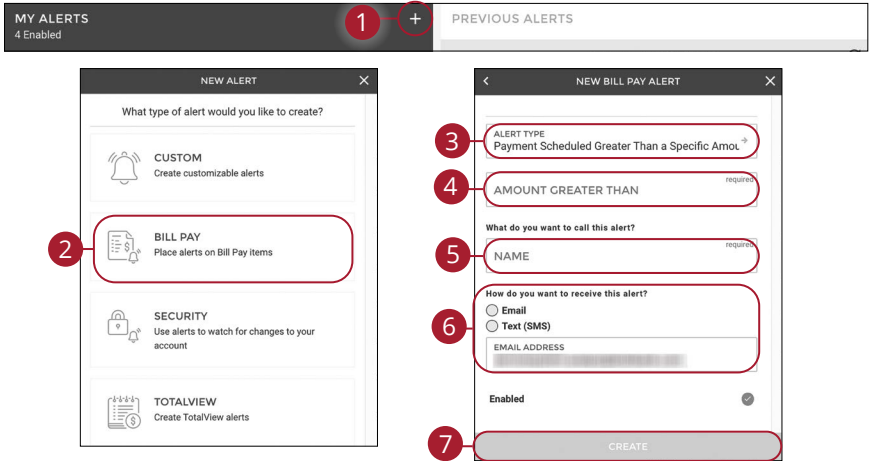 MY ALERTS
4 Enabled
1
+
PREVIOUS ALERTS
NEW ALERT
What type of alert would you like to create?
CUSTOM
Create customizable alerts
2
BILL PAY
Place alerts on Bill Pay items
SECURITY
Use alerts to watch for changes to your
account
TOTALVIEW
Create TotalView alerts
NEW BILL PAY ALERT
3
ALERT TYPE
Payment Scheduled Greater Than a Specific Amou
4
AMOUNT GREATER THAN
required
What do you want to call this alert?
5
NAME
required
How do you want to receive this alert?
6
Email
Text (SMS)
EMAIL ADDRESS
Enabled
7
CREATE